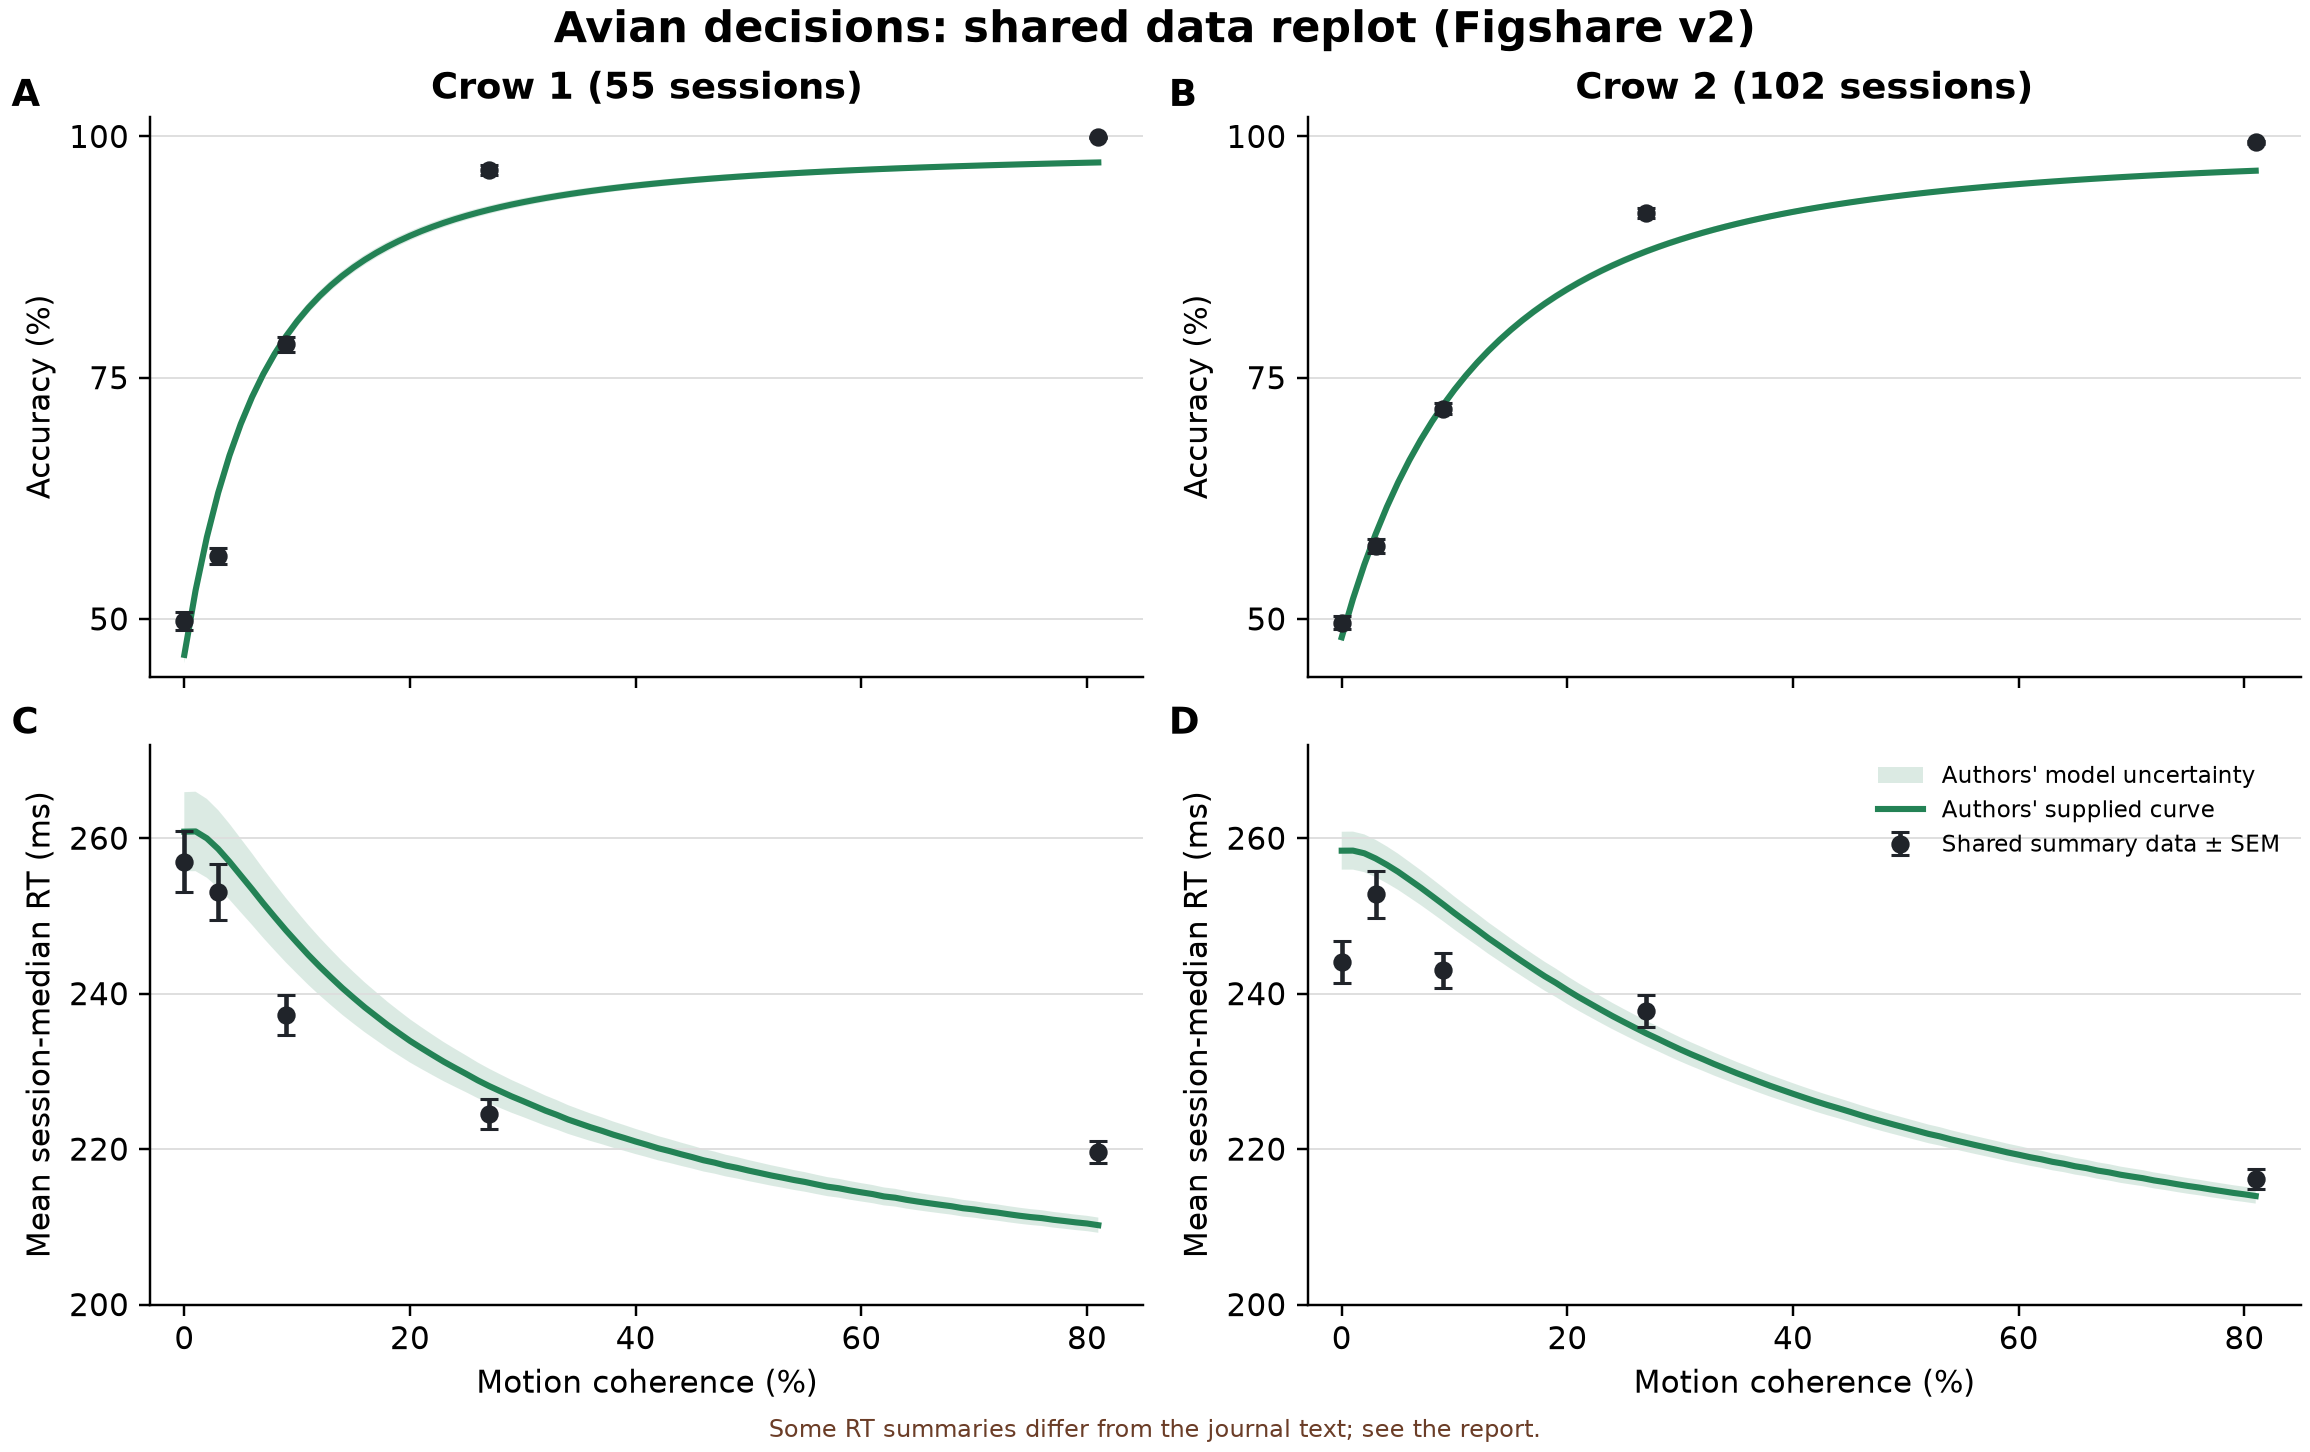 Avian decisions: shared data replot (Figshare v2)
A
Crow 1 (55 sessions)
100
75
50
Accuracy (%)
B
Crow 2 (102 sessions)
100
75
50
Accuracy (%)
C
260
240
220
200
Mean session-median RT (ms)
0 20 40 60 80
Motion coherence (%)
D
Authors' model uncertainty
Authors' supplied curve
Shared summary data ± SEM
260
240
220
200
Mean session-median RT (ms)
0 20 40 60 80
Motion coherence (%)
Some RT summaries differ from the journal text; see the report.